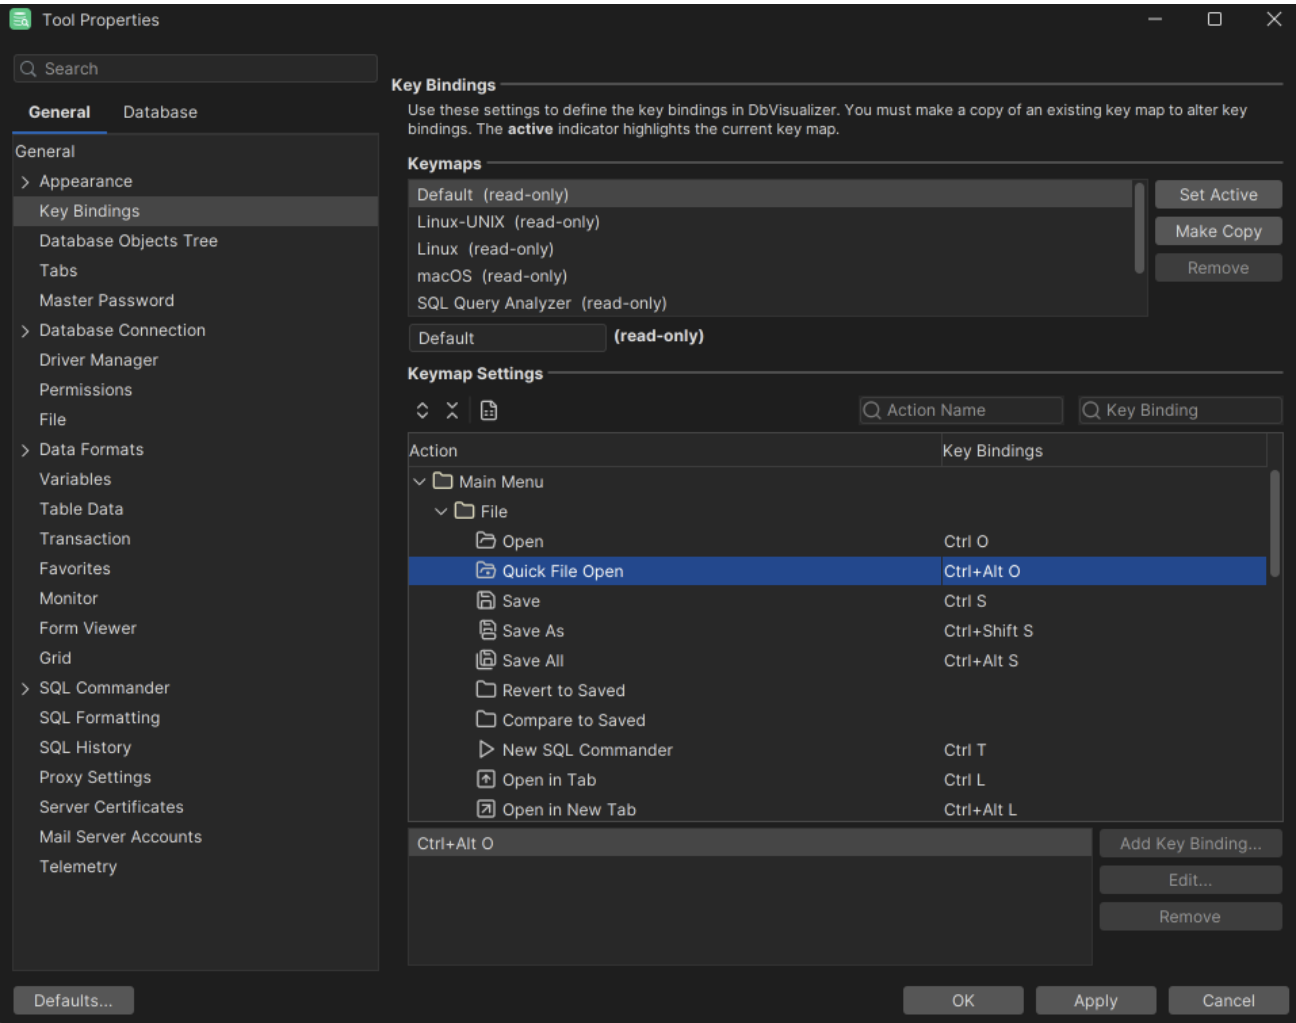 Tool Properties
Search
General Database
General
Appearance
Key Bindings
Database Objects Tree
Tabs
Master Password
Database Connection
Driver Manager
Permissions
File
Data Formats
Variables
Table Data
Transaction
Favorites
Monitor
Form Viewer
Grid
SQL Commander
SQL Formatting
SQL History
Proxy Settings
Server Certificates
Mail Server Accounts
Telemetry
Key Bindings
Use these settings to define the key bindings in DbVisualizer. You must make a copy of an existing key map to alter key
bindings. The active indicator highlights the current key map.
Keymaps
Default (read-only)
Linux-UNIX (read-only)
Linux (read-only)
macOS (read-only)
SQL Query Analyzer (read-only)
Set Active
Make Copy
Remove
Default (read-only)
Keymap Settings
Action Name Key Binding
Action Key Bindings
Main Menu
File
Open Ctrl O
Quick File Open Ctrl+Alt O
Save Ctrl S
Save As Ctrl+Shift S
Save All Ctrl+Alt S
Revert to Saved
Compare to Saved
New SQL Commander Ctrl T
Open in Tab Ctrl L
Open in New Tab Ctrl+Alt L
Ctrl+Alt O
Add Key Binding...
Edit...
Remove
Defaults... OK Apply Cancel